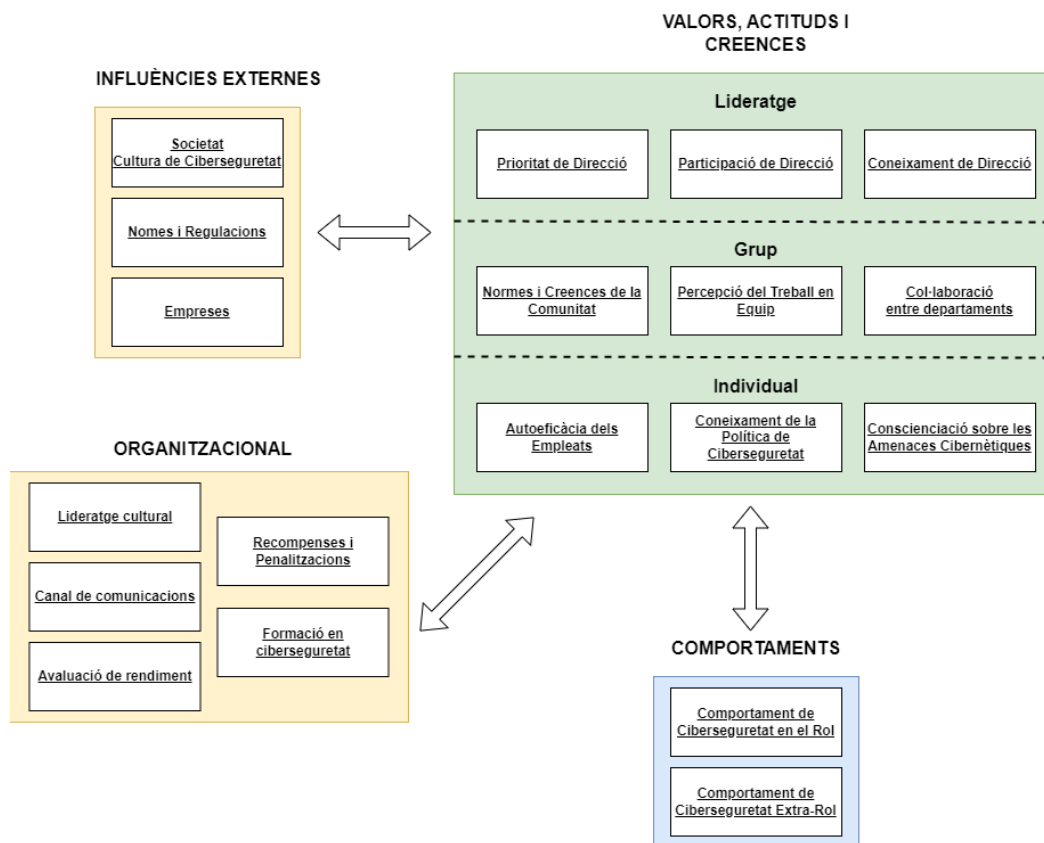 VALORS, ACTITUDS I
CREENCES
INFLUÈNCIES EXTERNES
Societat
Cultura de Ciberseguretat
Nomes i Regulacions
Empreses
Lideratge
Prioritat de Direcció
Participació de Direcció
Coneixament de Direcció
Grup
Normes i Creences de la
Comunitat
Percepció del Treball en
Equip
Col·laboració
entre departaments
Individual
Autoeficàcia dels
Empleats
Coneixament de la
Política de
Ciberseguretat
Conscienciació sobre les
Amenaces Cibernètiques
ORGANITZACIONAL
Lideratge cultural
Canal de comunicacions
Avaluació de rendiment
Recompenses i
Penalitzacions
Formació en
ciberseguretat
COMPORTAMENTS
Comportament de
Ciberseguretat en el Rol
Comportament de
Ciberseguretat Extra-Rol